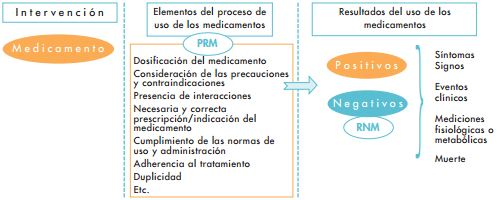 Intervención
Medicamento
Elementos del proceso de
uso de los medicamentos
PRM
Dosificación del medicamento
Consideración de las precauciones
y contraindicaciones
Presencia de interacciones
Necesaria y correcta
prescripción/indicación del
medicamento
Cumplimiento de las normas de
uso y administración
Adherencia al tratamiento
Duplicidad
Etc.
Resultados del uso de los
medicamentos
Positivos
Negativos
RNM
Síntomas
Signos
Eventos
clínicos
Mediciones
fisiológicas o
metabólicas
Muerte